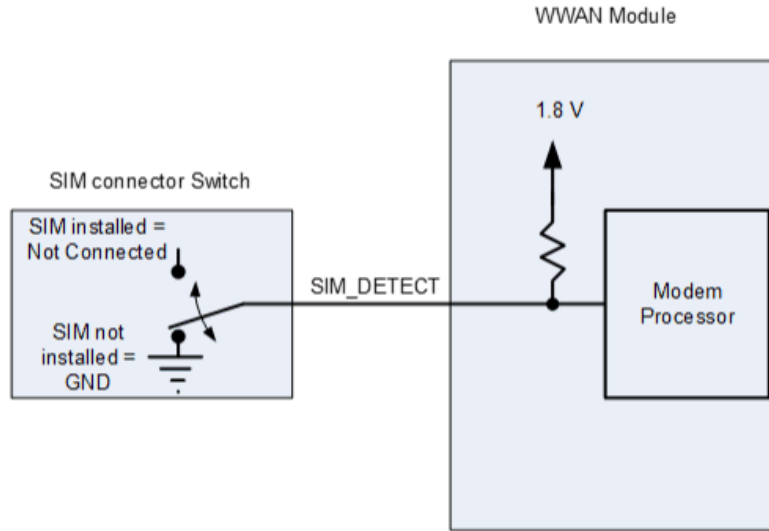 WWAN Module
1.8 V
SIM connector Switch
SIM installed =
Not Connected
SIM_DETECT
Modem
Processor
SIM not
installed =
GND